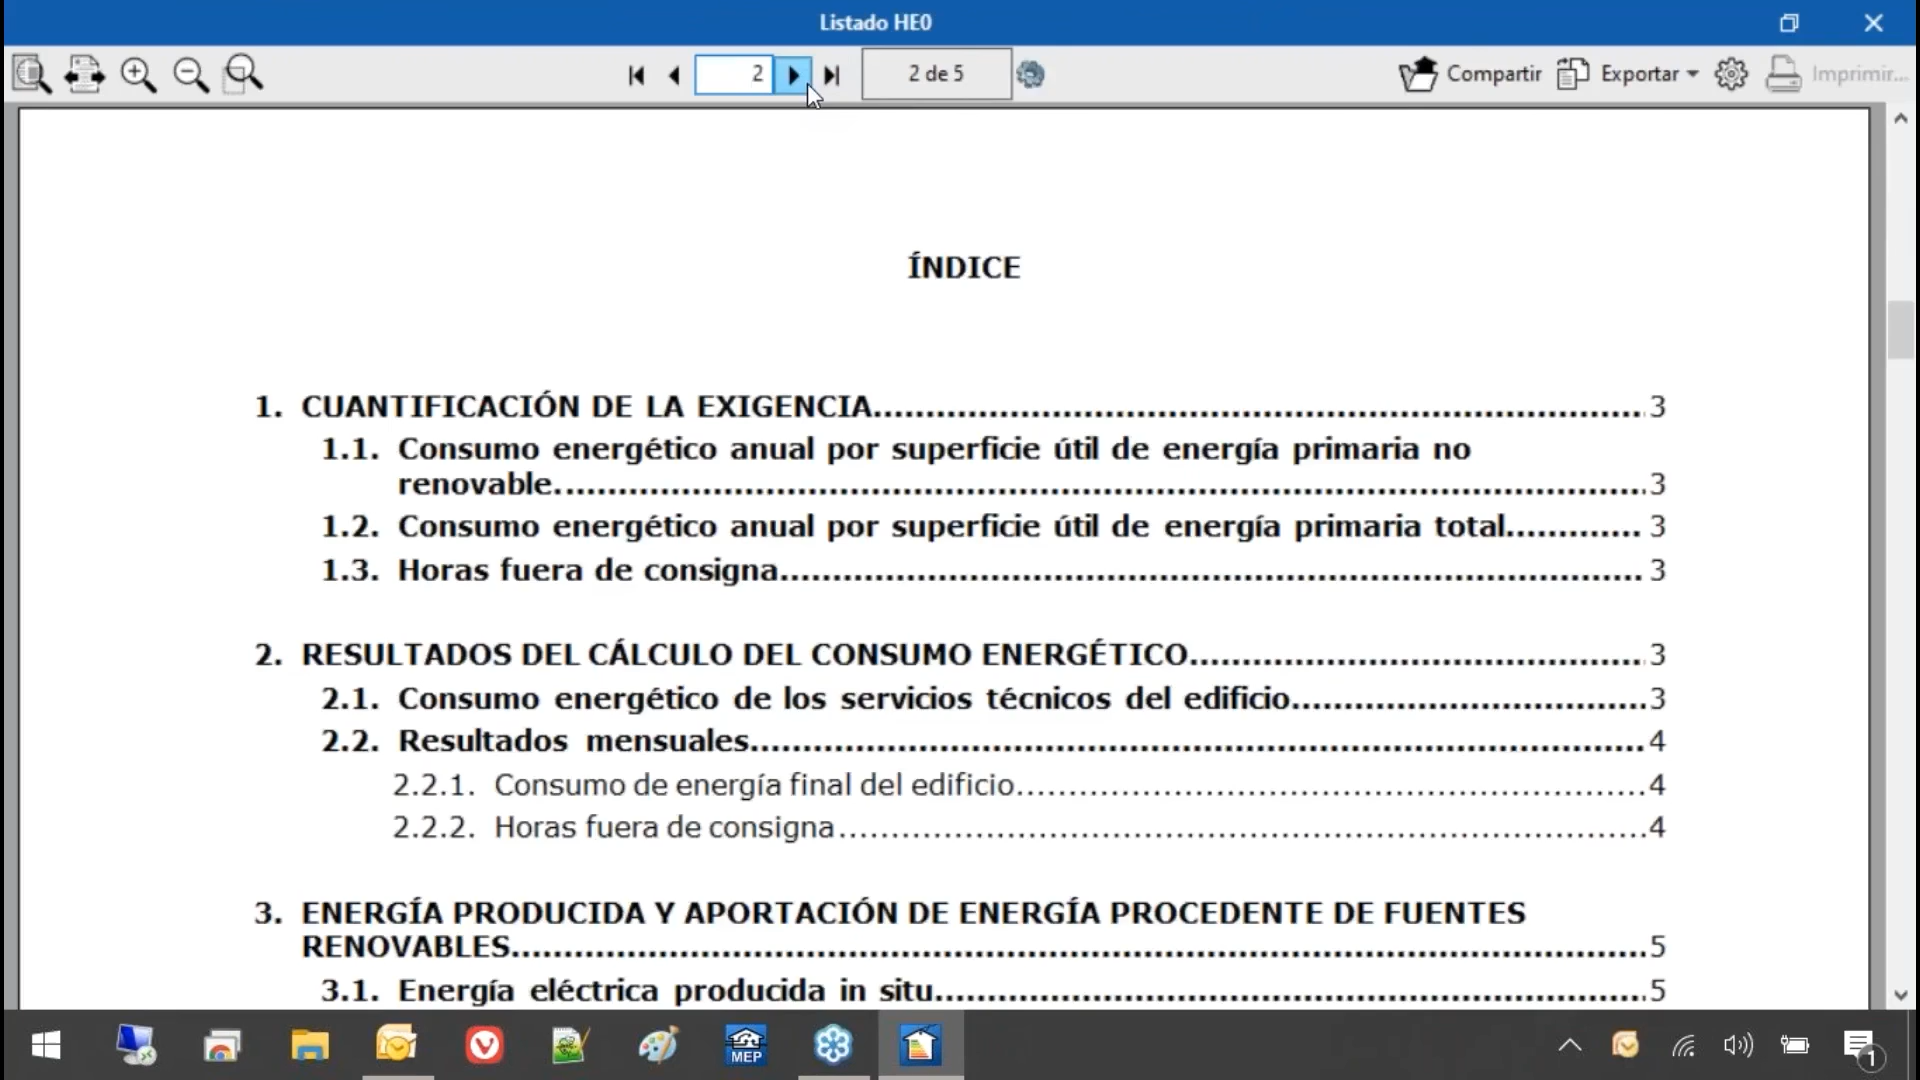 Listado HE0
2
2 de 5
Compartir
Exportar
Imprimir...
ÍNDICE
1. CUANTIFICACIÓN DE LA EXIGENCIA........................................................................ 3
1.1. Consumo energético anual por superficie útil de energía primaria no
renovable........................................................................................................ 3
1.2. Consumo energético anual por superficie útil de energía primaria total............. 3
1.3. Horas fuera de consigna................................................................................. 3
2. RESULTADOS DEL CÁLCULO DEL CONSUMO ENERGÉTICO........................................... 3
2.1. Consumo energético de los servicios técnicos del edificio.................................. 3
2.2. Resultados mensuales..................................................................................... 4
2.2.1. Consumo de energía final del edificio............................................................ 4
2.2.2. Horas fuera de consigna.............................................................................. 4
3. ENERGÍA PRODUCIDA Y APORTACIÓN DE ENERGÍA PROCEDENTE DE FUENTES
RENOVABLES............................................................................................................ 5
3.1. Energía eléctrica producida in situ.................................................................... 5
MEP
1